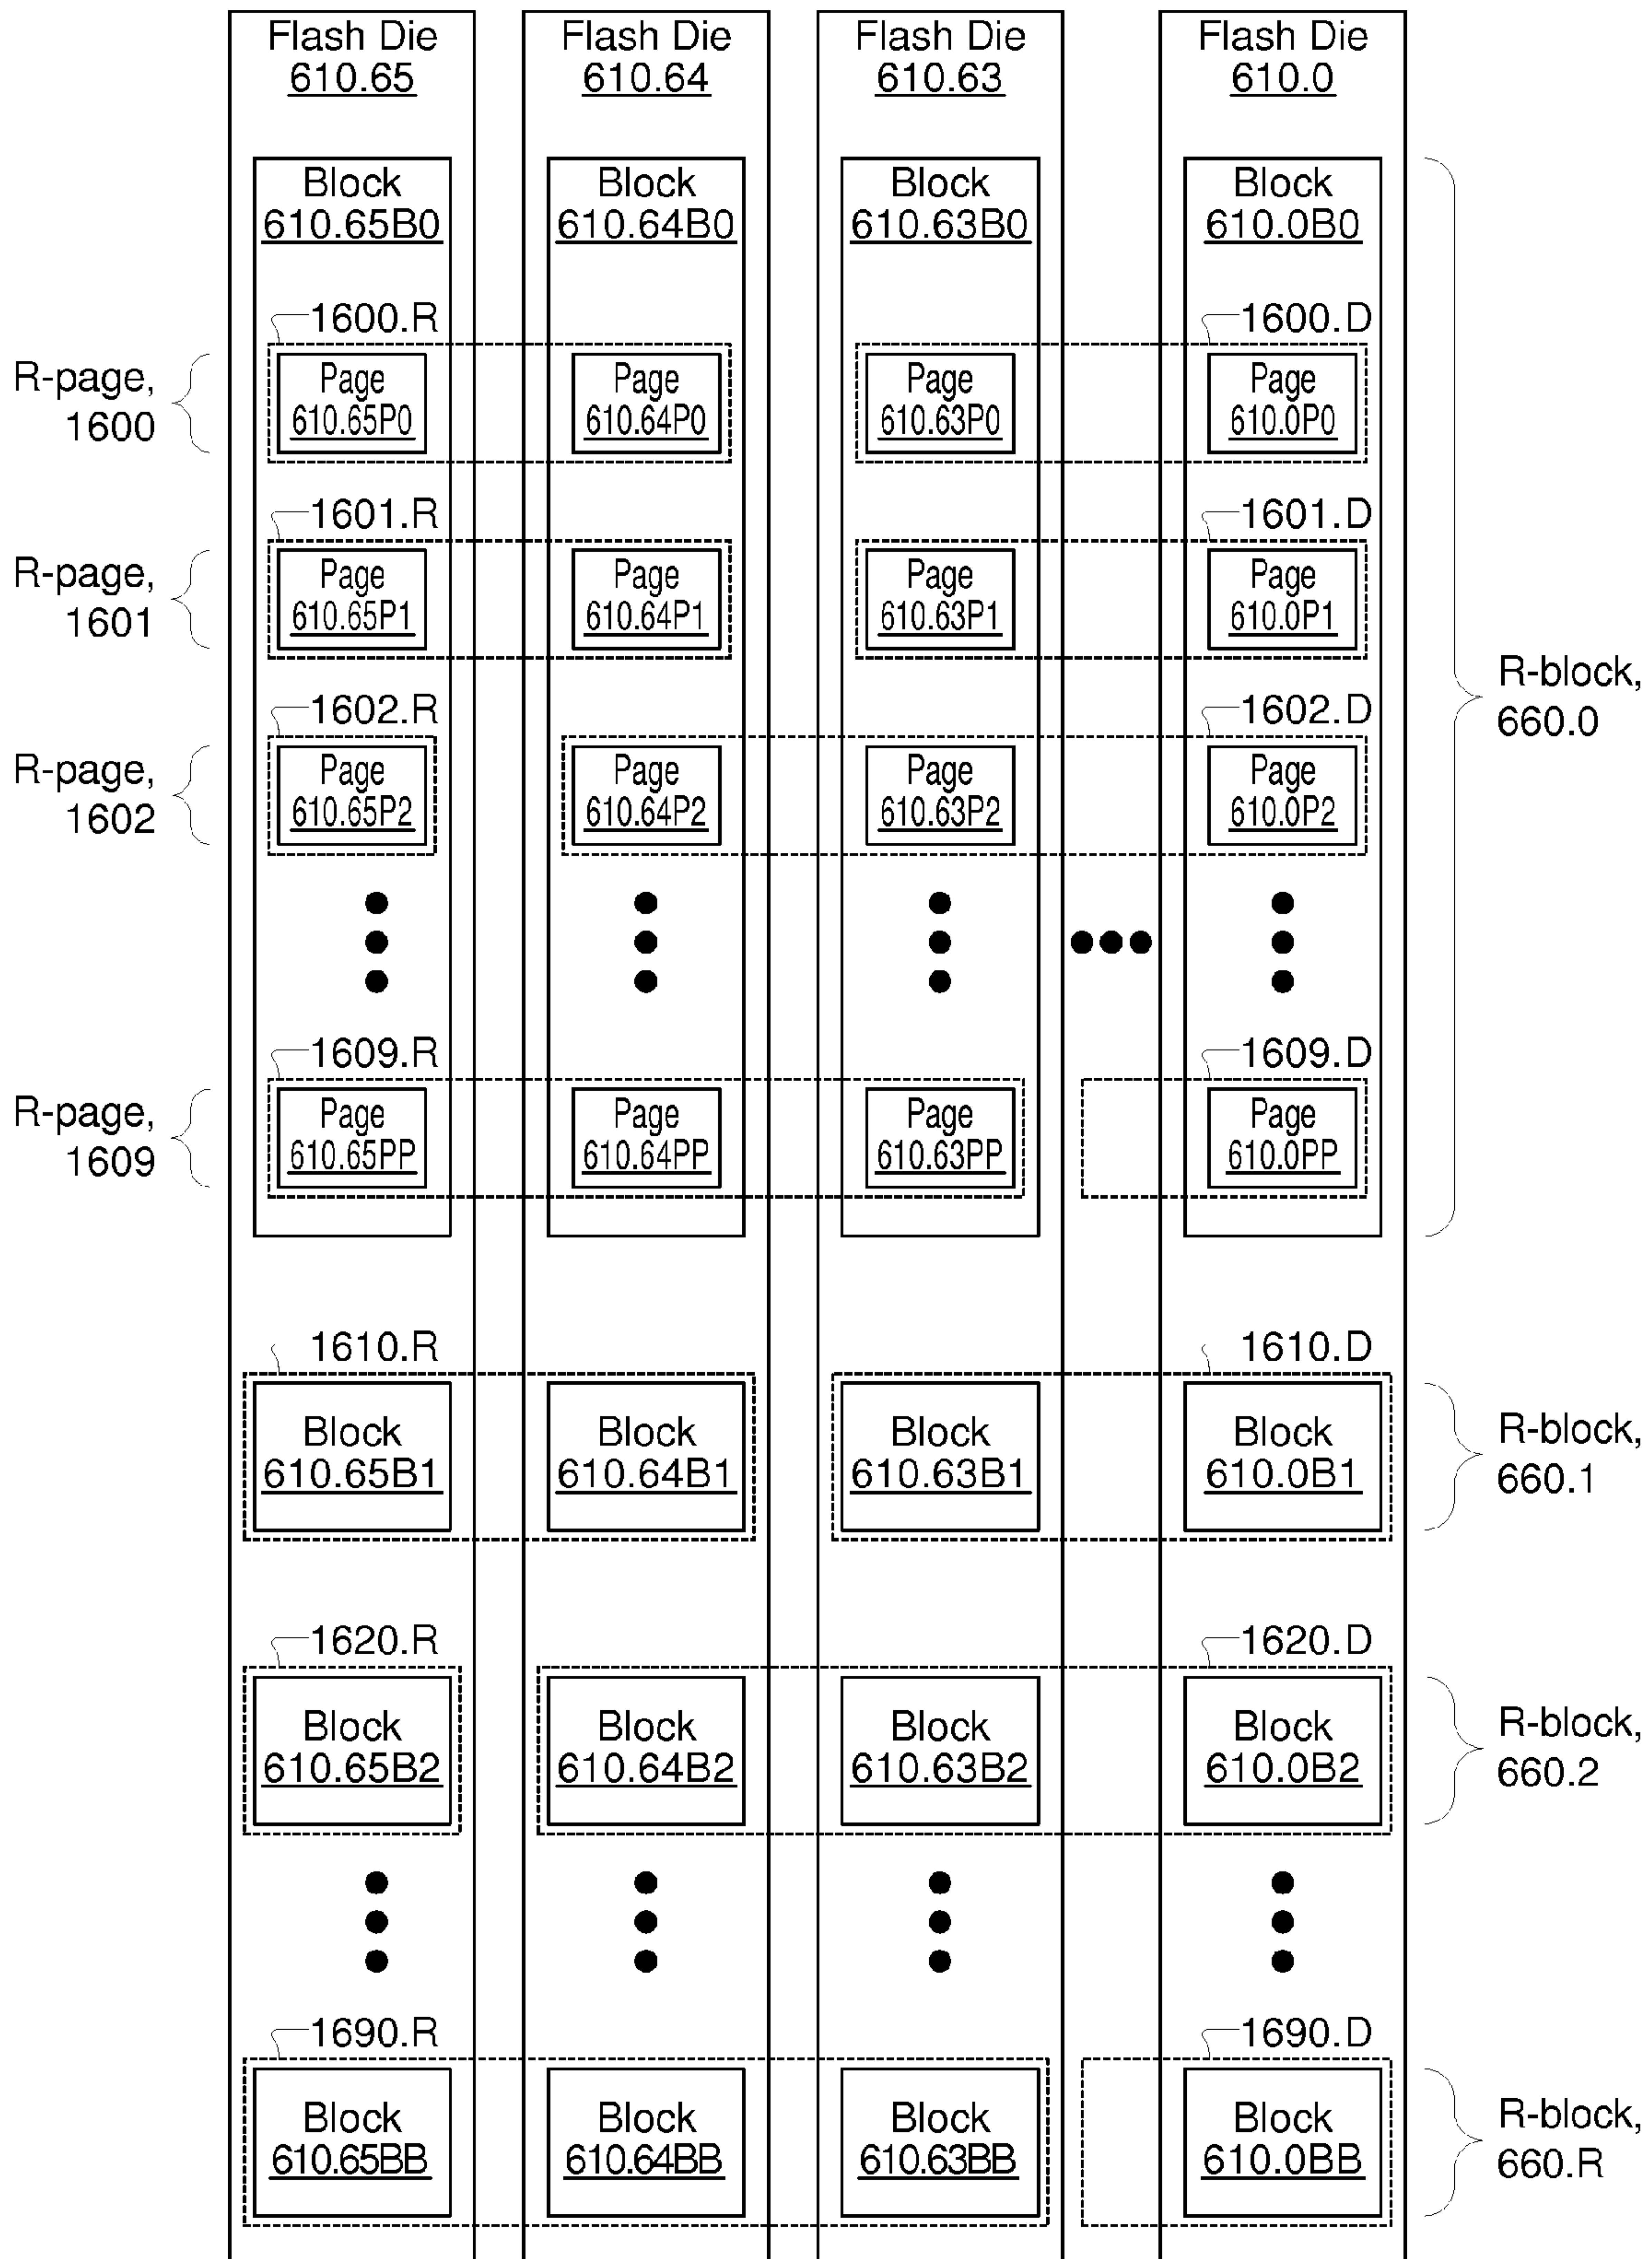 Flash Die
610.65
Flash Die
610.64
Flash Die
610.63
Flash Die
610.0
Block
610.65B0
Block
610.64B0
Block
610.63B0
Block
610.0B0
1600.R
1600.D
R-page,
1600
Page
610.65P0
Page
610.64P0
Page
610.63P0
Page
610.0P0
1601.R
1601.D
R-page,
1601
Page
610.65P1
Page
610.64P1
Page
610.63P1
Page
610.0P1
R-block,
660.0
1602.R
1602.D
R-page,
1602
Page
610.65P2
Page
610.64P2
Page
610.63P2
Page
610.0P2
1609.R
1609.D
R-page,
1609
Page
610.65PP
Page
610.64PP
Page
610.63PP
Page
610.0PP
1610.R
1610.D
Block
610.65B1
Block
610.64B1
Block
610.63B1
Block
610.0B1
R-block,
660.1
1620.R
1620.D
Block
610.65B2
Block
610.64B2
Block
610.63B2
Block
610.0B2
R-block,
660.2
1690.R
1690.D
Block
610.65BB
Block
610.64BB
Block
610.63BB
Block
610.0BB
R-block,
660.R